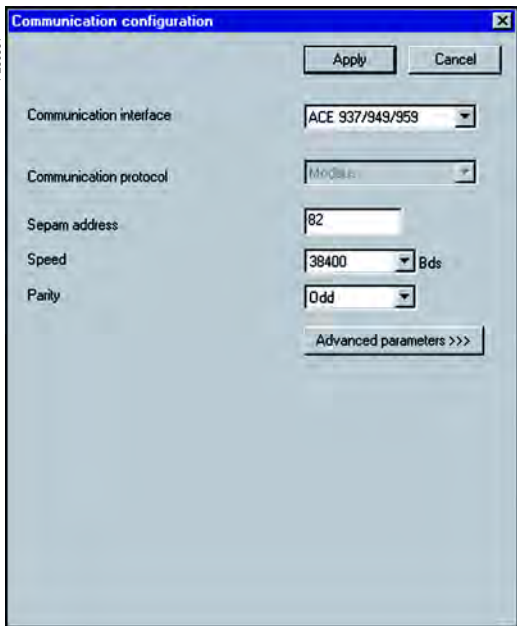 Communication configuration
Apply Cancel
Communication interface ACE 937/949/959
Communication protocol Modbus
Sepam address 82
Speed 38400 Bds
Parity Odd
Advanced parameters >>>